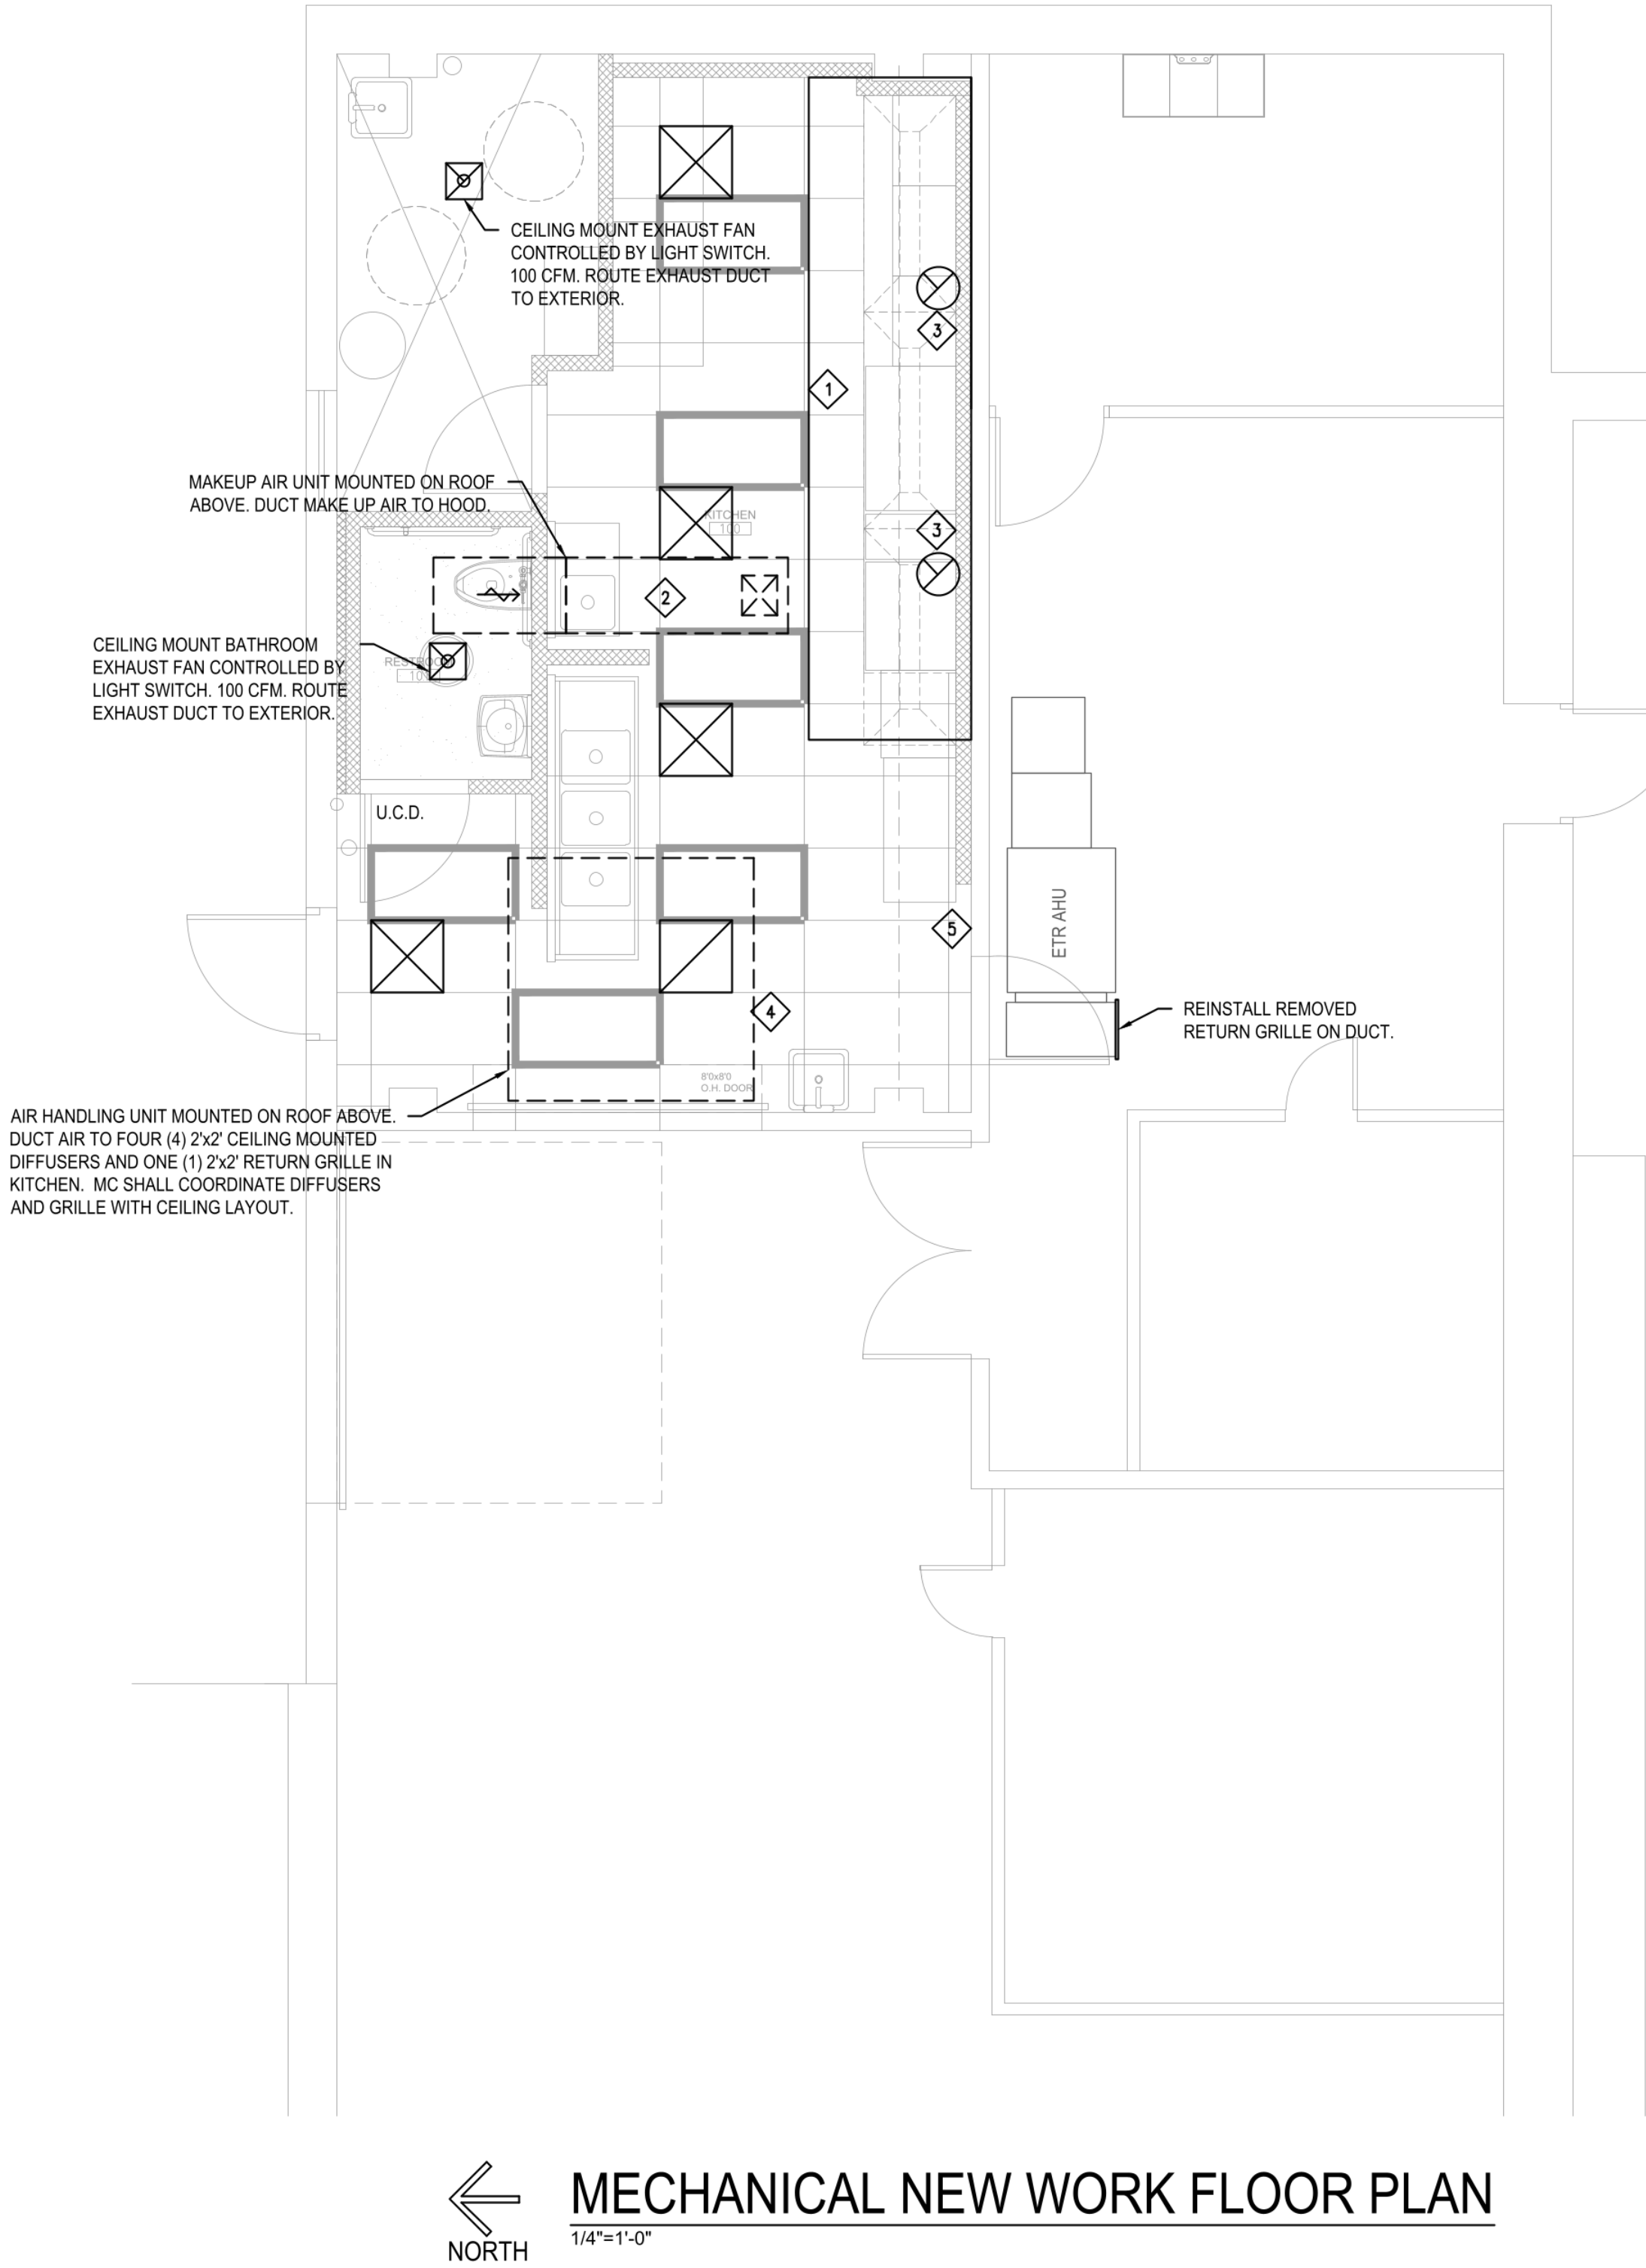 CEILING MOUNT EXHAUST FAN
CONTROLLED BY LIGHT SWITCH.
100 CFM. ROUTE EXHAUST DUCT
TO EXTERIOR.
3
1
MAKEUP AIR UNIT MOUNTED ON ROOF
ABOVE. DUCT MAKE UP AIR TO HOOD.
KITCHEN
100
3
2
CEILING MOUNT BATHROOM
EXHAUST FAN CONTROLLED BY
LIGHT SWITCH. 100 CFM. ROUTE
EXHAUST DUCT TO EXTERIOR.
U.C.D.
ETR AHU
5
4
REINSTALL REMOVED
RETURN GRILLE ON DUCT.
8'0x8'0
O.H. DOOR
AIR HANDLING UNIT MOUNTED ON ROOF ABOVE.
DUCT AIR TO FOUR (4) 2'x2' CEILING MOUNTED
DIFFUSERS AND ONE (1) 2'x2' RETURN GRILLE IN
KITCHEN. MC SHALL COORDINATE DIFFUSERS
AND GRILLE WITH CEILING LAYOUT.
NORTH
MECHANICAL NEW WORK FLOOR PLAN
1/4"=1'-0"